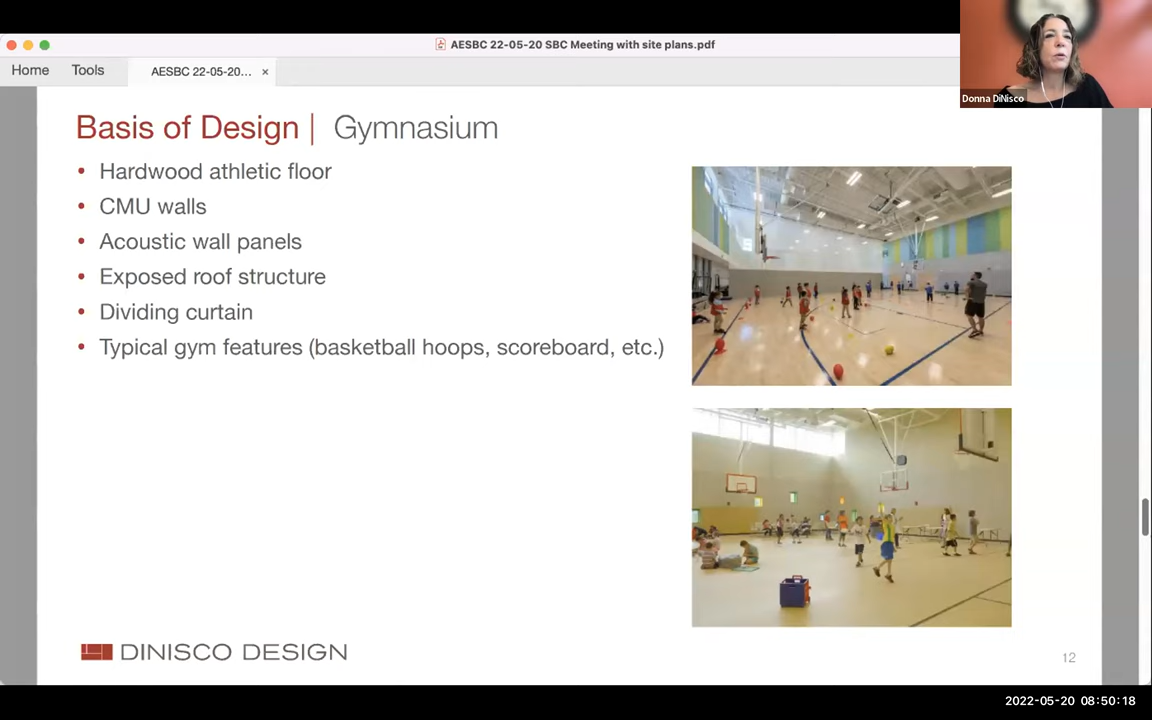 AESBC 22-05-20 SBC Meeting with site plans.pdf
Home
Tools
AESBC 22-05-20...
×
Donna DiNisco
Basis of Design | Gymnasium
• Hardwood athletic floor
• CMU walls
• Acoustic wall panels
• Exposed roof structure
• Dividing curtain
• Typical gym features (basketball hoops, scoreboard, etc.)
DINISCO DESIGN
12
2022-05-20 08:50:18